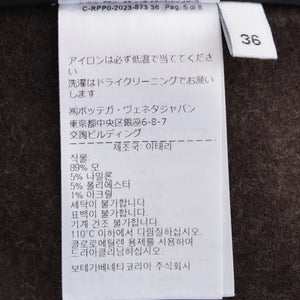 C-RPP0-2023-873 36 Pág. 5 di 8
36
アイロンは必ず低温で当ててくださ
い
洗濯はドライクリーニングでお願い
します
㈱ボッテガ・ヴェネタジャパン
東京都中央区銀座6-8-7
交詢ビルディング
제조국: 이태리
직물:
89% 모
5% 나일론
5% 폴리에스터
1% 아크릴
세탁이 불가합니다
표백이 불가합니다
기계 건조 불가합니다
110°C 이하에서 다림질하십시오
클로로에틸렌 용제를 사용하여
드라이클리닝하십시오
보테가베네타코리아 주식회사